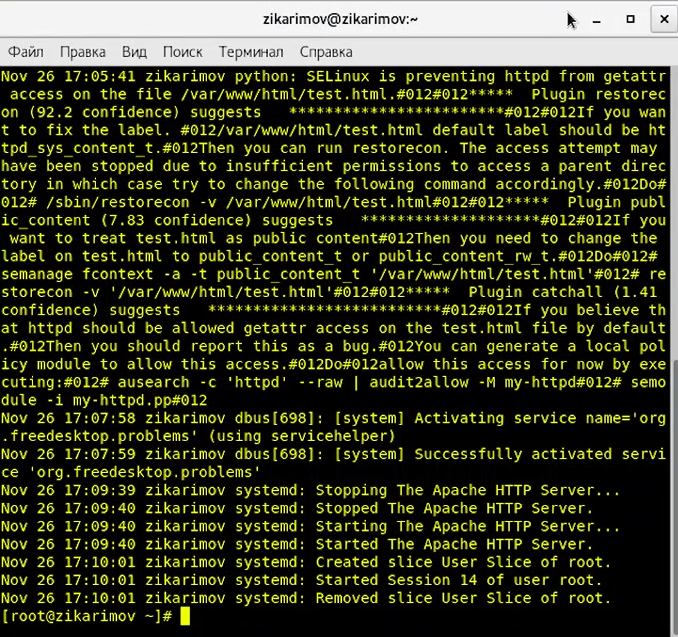 zikarimov@zikarimov:~
Файл Правка Вид Поиск Терминал Справка
Nov 26 17:05:41 zikarimov python: SELinux is preventing httpd from getattr
 access on the file /var/www/html/test.html.#012#012*****  Plugin restorec
on (92.2 confidence) suggests   ************************#012#012If you wan
t to fix the label. #012/var/www/html/test.html default label should be ht
tpd_sys_content_t.#012Then you can run restorecon. The access attempt may
have been stopped due to insufficient permissions to access a parent direc
tory in which case try to change the following command accordingly.#012Do#
012# /sbin/restorecon -v /var/www/html/test.html#012#012*****  Plugin publ
ic_content (7.83 confidence) suggests   ********************#012#012If you
 want to treat test.html as public content#012Then you need to change the
label on test.html to public_content_t or public_content_rw_t.#012Do#012#
semanage fcontext -a -t public_content_t '/var/www/html/test.html'#012# re
storecon -v '/var/www/html/test.html'#012#012*****  Plugin catchall (1.41
confidence) suggests   **************************#012#012If you believe th
at httpd should be allowed getattr access on the test.html file by default
.#012Then you should report this as a bug.#012You can generate a local pol
icy module to allow this access.#012Do#012allow this access for now by exe
cuting:#012# ausearch -c 'httpd' --raw | audit2allow -M my-httpd#012# semo
dule -i my-httpd.pp#012
Nov 26 17:07:58 zikarimov dbus[698]: [system] Activating service name='org
.freedesktop.problems' (using servicehelper)
Nov 26 17:07:59 zikarimov dbus[698]: [system] Successfully activated servi
ce 'org.freedesktop.problems'
Nov 26 17:09:39 zikarimov systemd: Stopping The Apache HTTP Server...
Nov 26 17:09:40 zikarimov systemd: Stopped The Apache HTTP Server.
Nov 26 17:09:40 zikarimov systemd: Starting The Apache HTTP Server...
Nov 26 17:09:40 zikarimov systemd: Started The Apache HTTP Server.
Nov 26 17:10:01 zikarimov systemd: Created slice User Slice of root.
Nov 26 17:10:01 zikarimov systemd: Started Session 14 of user root.
Nov 26 17:10:01 zikarimov systemd: Removed slice User Slice of root.
[root@zikarimov ~]#